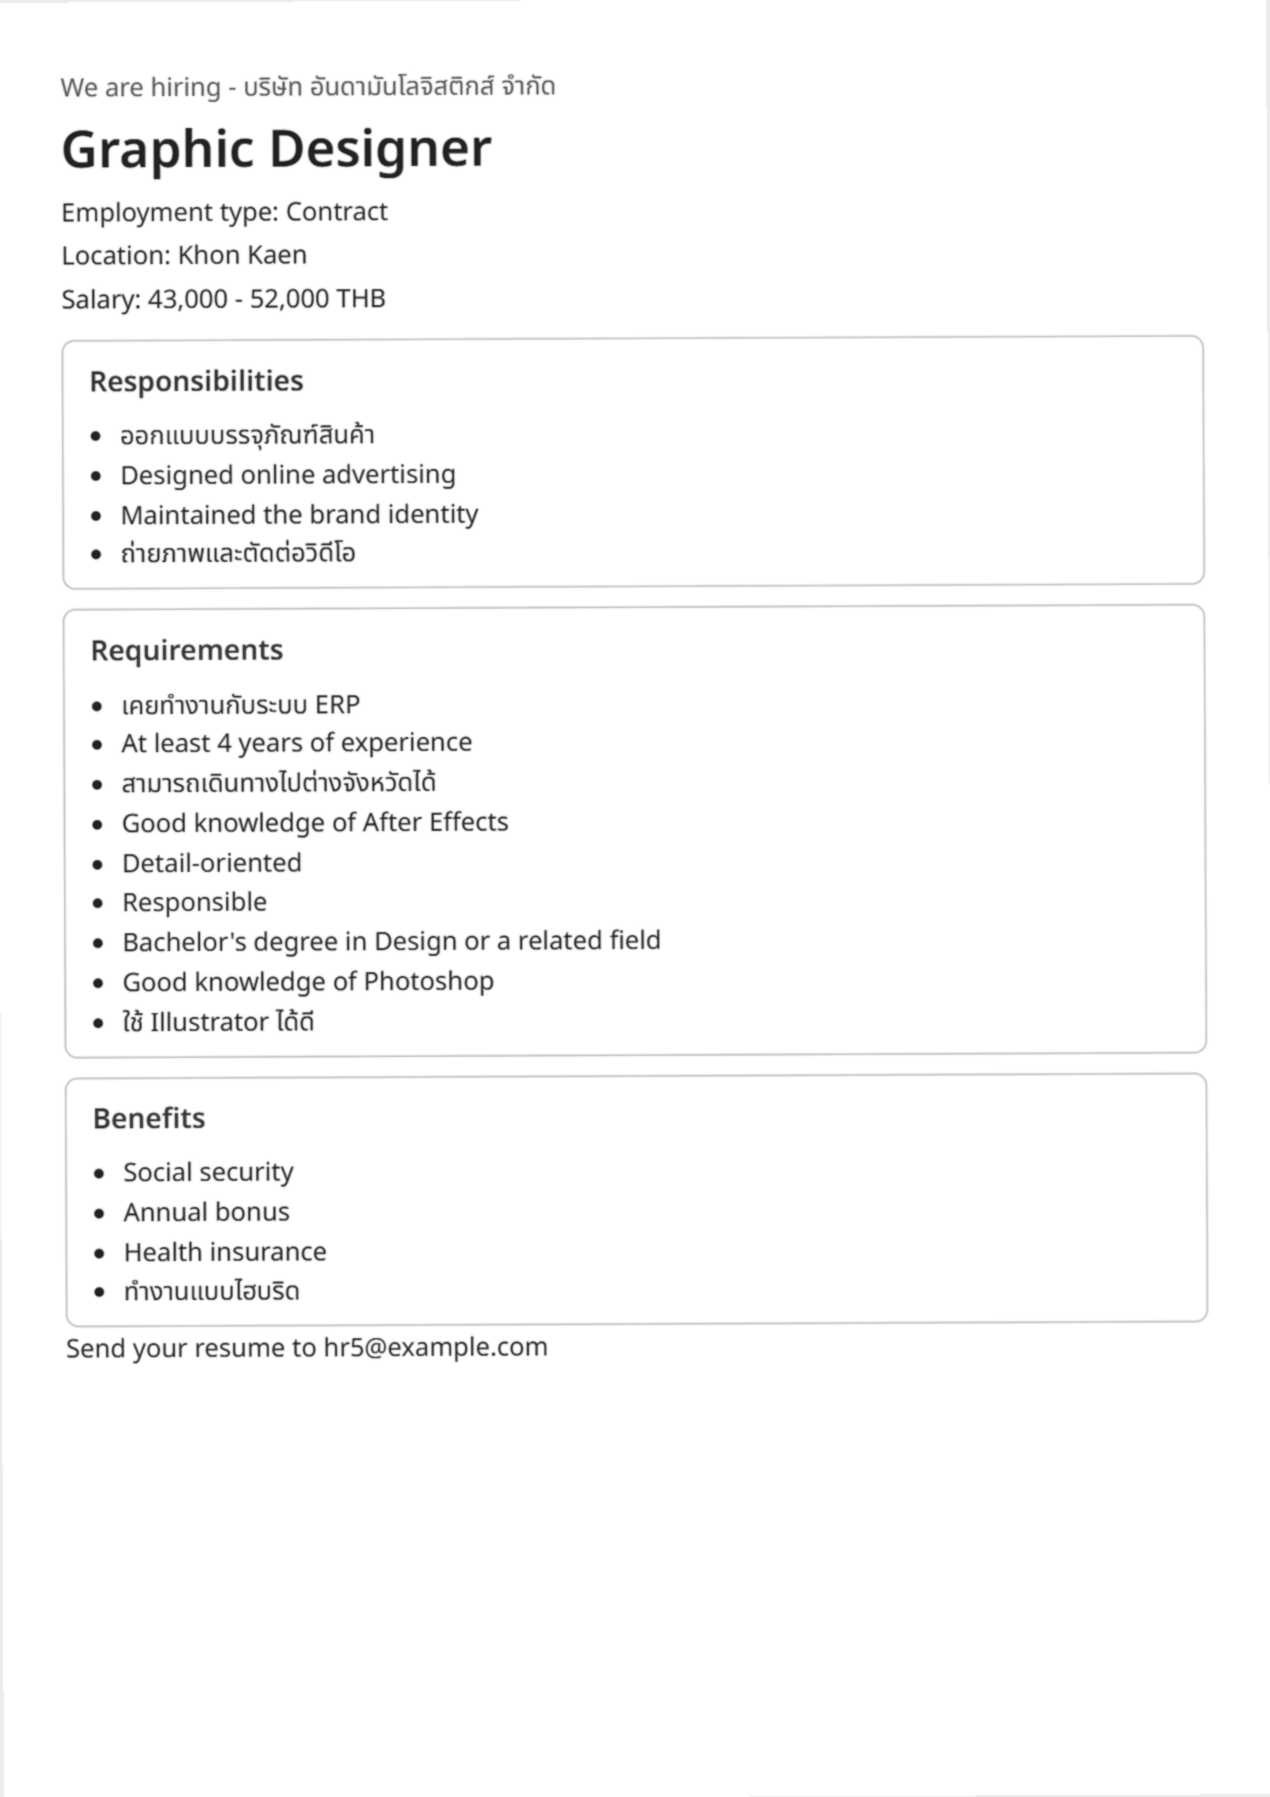 We are hiring - บริษัท อันดามันโลจิสติกส์ จำกัด
Graphic Designer
Employment type: Contract
Location: Khon Kaen
Salary: 43,000 - 52,000 THB
Responsibilities
• ออกแบบบรรจุภัณฑ์สินค้า
• Designed online advertising
• Maintained the brand identity
• ถ่ายภาพและตัดต่อวิดีโอ
Requirements
• เคยทำงานกับระบบ ERP
• At least 4 years of experience
• สามารถเดินทางไปต่างจังหวัดได้
• Good knowledge of After Effects
• Detail-oriented
• Responsible
• Bachelor's degree in Design or a related field
• Good knowledge of Photoshop
• ใช้ Illustrator ได้ดี
Benefits
• Social security
• Annual bonus
• Health insurance
• ทำงานแบบไฮบริด
Send your resume to hr5@example.com